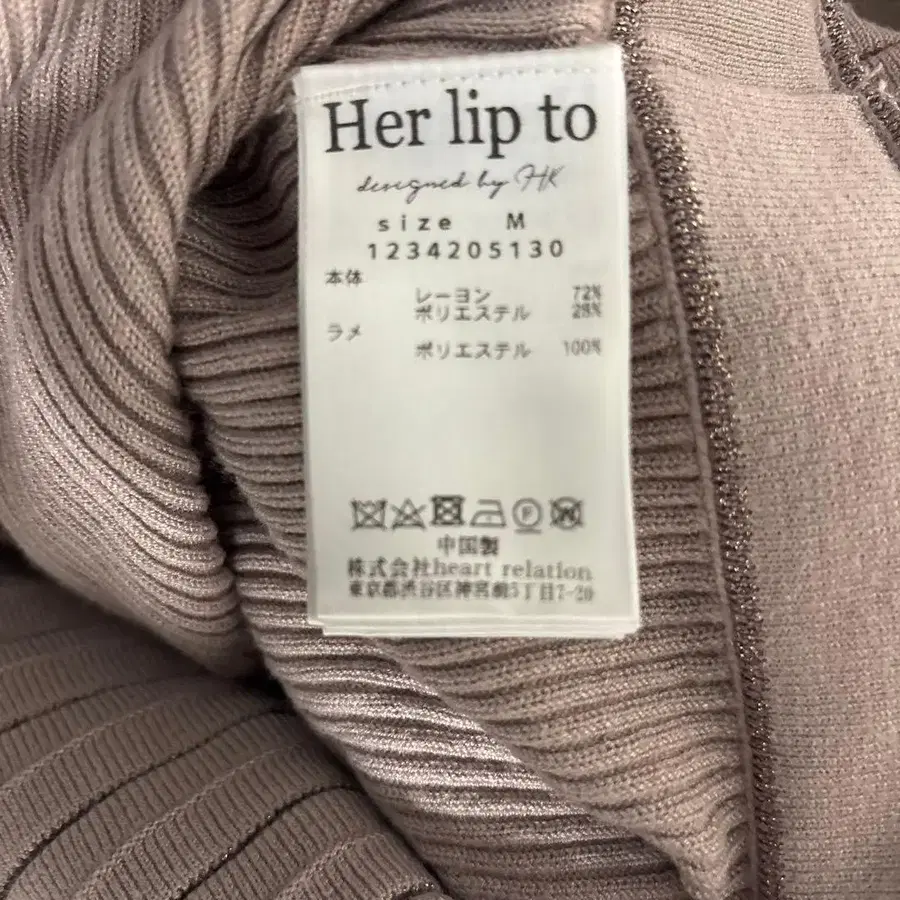 Her lip to
designed by HK
size M
1234205130
本体
レーヨン 72%
ポリエステル 28%
ラメ
ポリエステル 100%
P W
中国製
株式会社heart relation
東京都渋谷区神宮前5丁目7-20